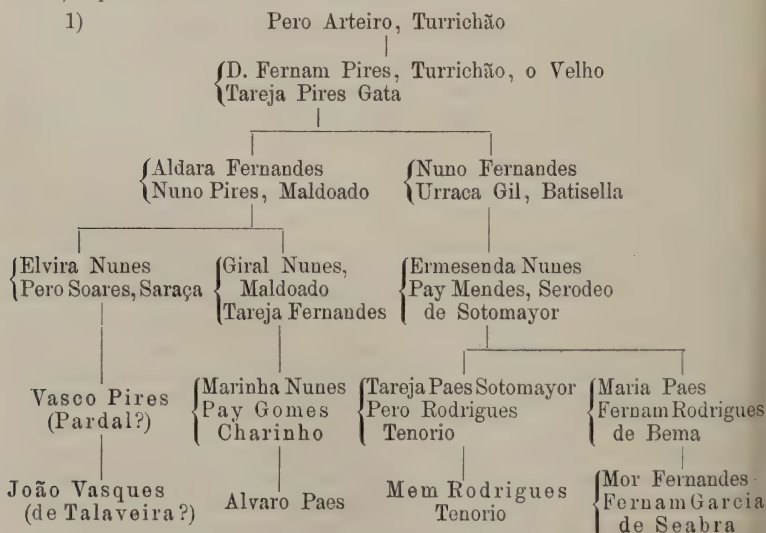 1) Pero Arteiro, Turrichão
D. Fernam Pires, Turrichão, o Velho
Tareja Pires Gata
Aldara Fernandes
Nuno Pires, Maldoado
Nuno Fernandes
Urraca Gil, Batisella
Elvira Nunes
Pero Soares, Saraça
Giral Nunes,
Maldoado
Tareja Fernandes
Ermesenda Nunes
Pay Mendes, Serodeo
de Sotomayor
Vasco Pires
(Pardal?)
Marinha Nunes
Pay Gomes
Charinho
Tareja Paes Sotomayor
Pero Rodrigues
Tenorio
Maria Paes
Fernam Rodrigues
de Bema
João Vasques
(de Talaveira?)
Alvaro Paes
Mem Rodrigues
Tenorio
Mor Fernandes
Fernam Garcia
de Seabra